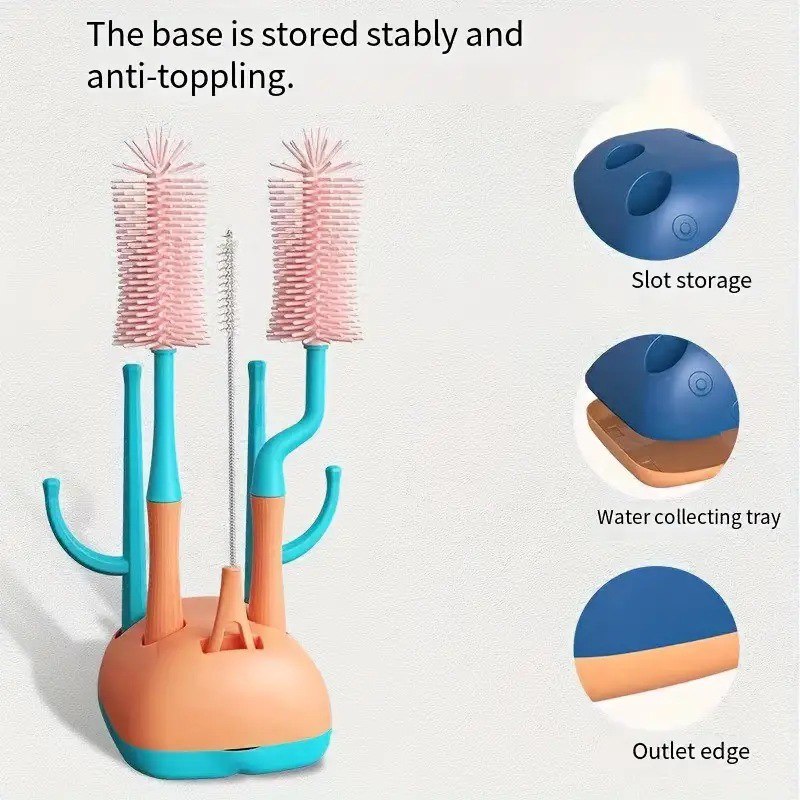 The base is stored stably and
anti-toppling.
Slot storage
Water collecting tray
Outlet edge